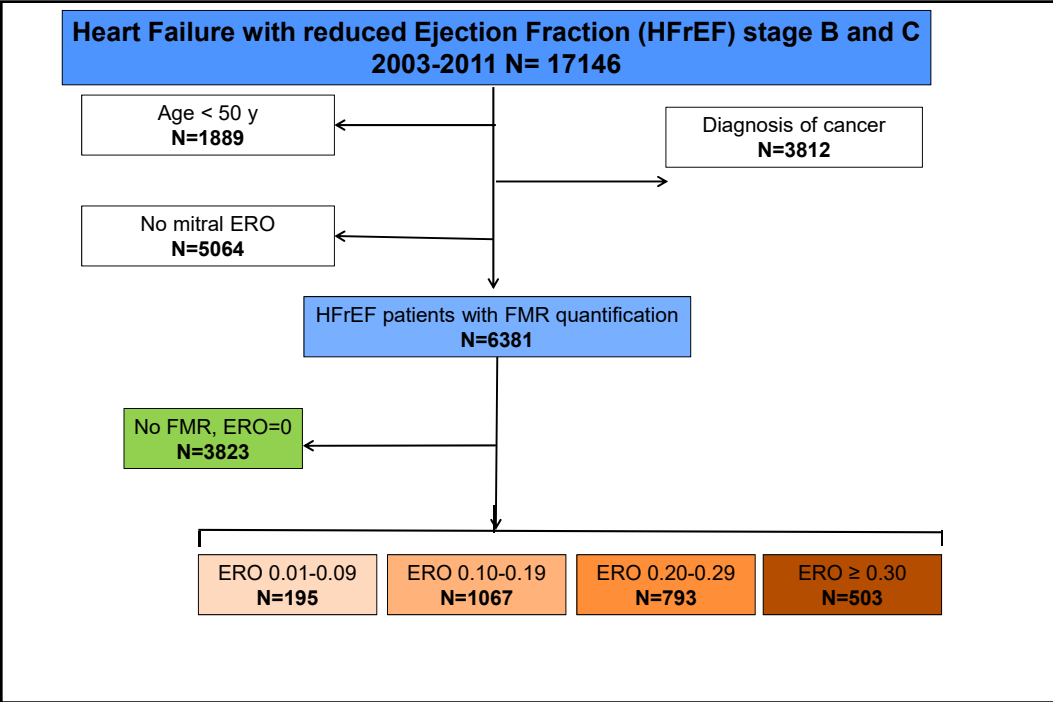 Heart Failure with reduced Ejection Fraction (HFrEF) stage B and C
2003-2011 N= 17146
Age < 50 y
N=1889
Diagnosis of cancer
N=3812
No mitral ERO
N=5064
HFrEF patients with FMR quantification
N=6381
No FMR, ERO=0
N=3823
ERO 0.01-0.09
N=195
ERO 0.10-0.19
N=1067
ERO 0.20-0.29
N=793
ERO ≥ 0.30
N=503